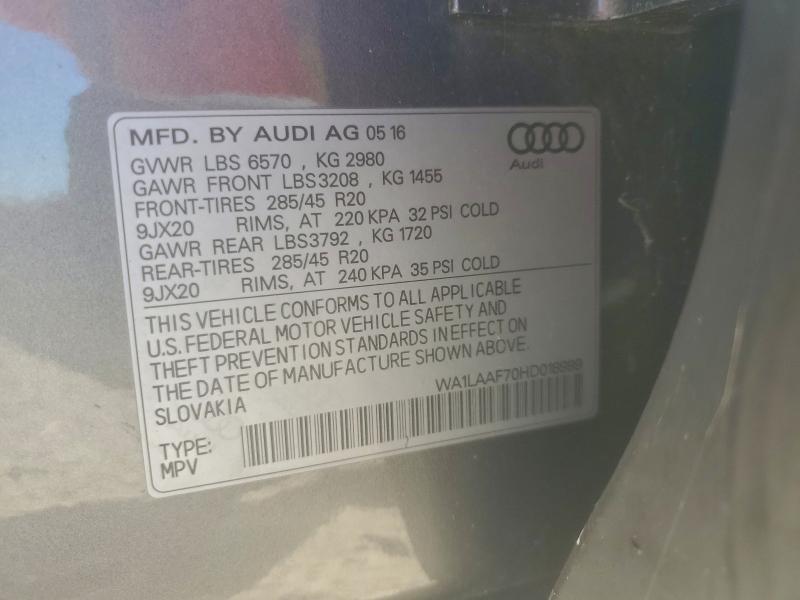 MFD. BY AUDI AG 05 16
Audi
GVWR LBS 6570 , KG 2980
GAWR FRONT LBS3208 , KG 1455
FRONT-TIRES 285/45 R20
9JX20 RIMS, AT 220 KPA 32 PSI COLD
GAWR REAR LBS3792 , KG 1720
REAR-TIRES 285/45 R20
9JX20 RIMS, AT 240 KPA 35 PSI COLD
THIS VEHICLE CONFORMS TO ALL APPLICABLE
U.S. FEDERAL MOTOR VEHICLE SAFETY AND
THEFT PREVENTION STANDARDS IN EFFECT ON
THE DATE OF MANUFACTURE SHOWN ABOVE.
SLOVAKIA
TYPE:
MPV